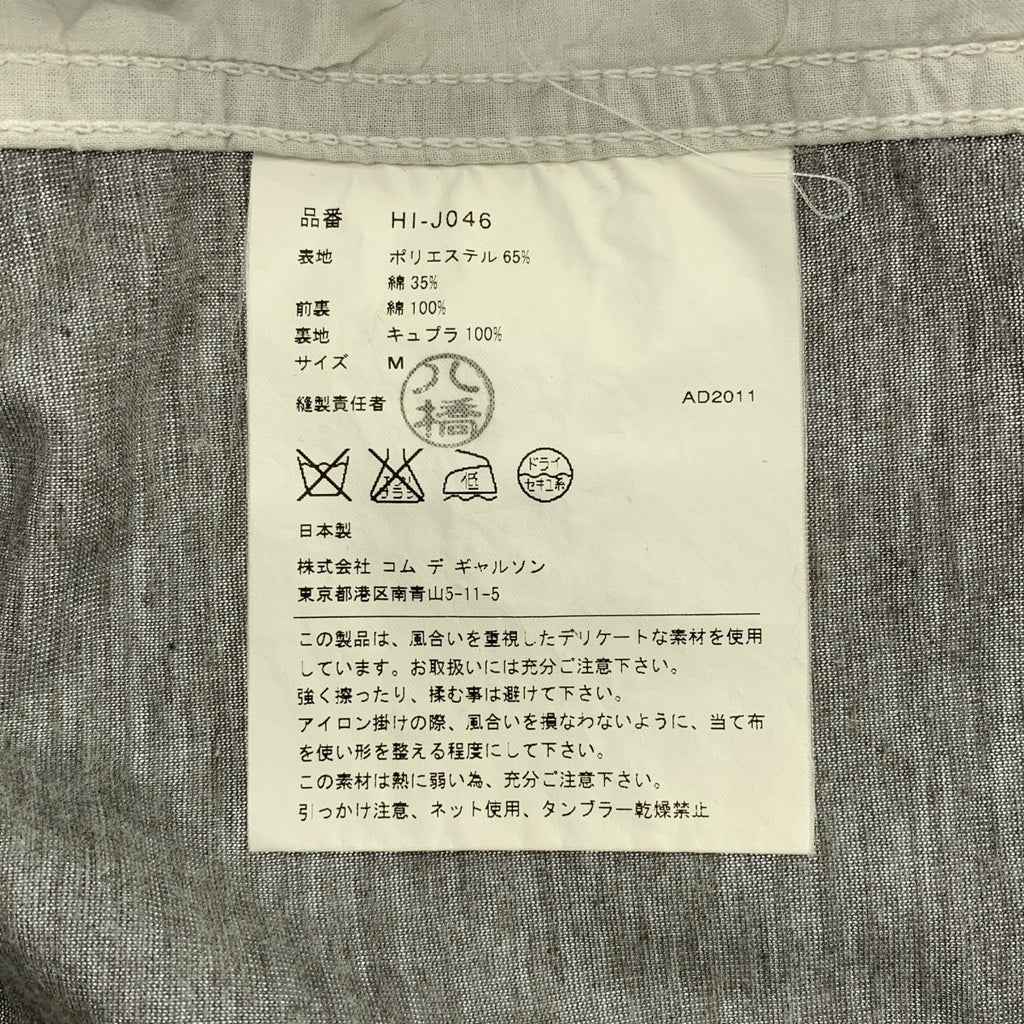 品番 HI-J046
表地 ポリエステル 65%
綿 35%
前裏 綿 100%
裏地 キュプラ 100%
サイズ M
八橋
縫製責任者 AD2011
エンソ
サラシ
低
ドライ
セキユ系
日本製
株式会社 コム デ ギャルソン
東京都港区南青山5-11-5
この製品は、風合いを重視したデリケートな素材を使用
しています。お取扱いには充分ご注意下さい。
強く擦ったり、揉む事は避けて下さい。
アイロン掛けの際、風合いを損なわないように、当て布
を使い形を整える程度にして下さい。
この素材は熱に弱い為、充分ご注意下さい。
引っかけ注意、ネット使用、タンブラー乾燥禁止